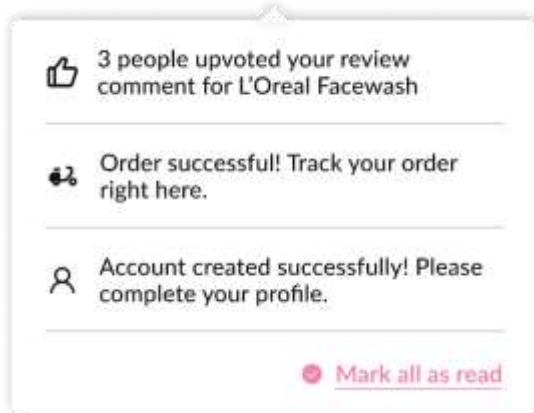 3 people upvoted your review
comment for L'Oreal Facewash
Order successful! Track your order
right here.
Account created successfully! Please
complete your profile.
Mark all as read